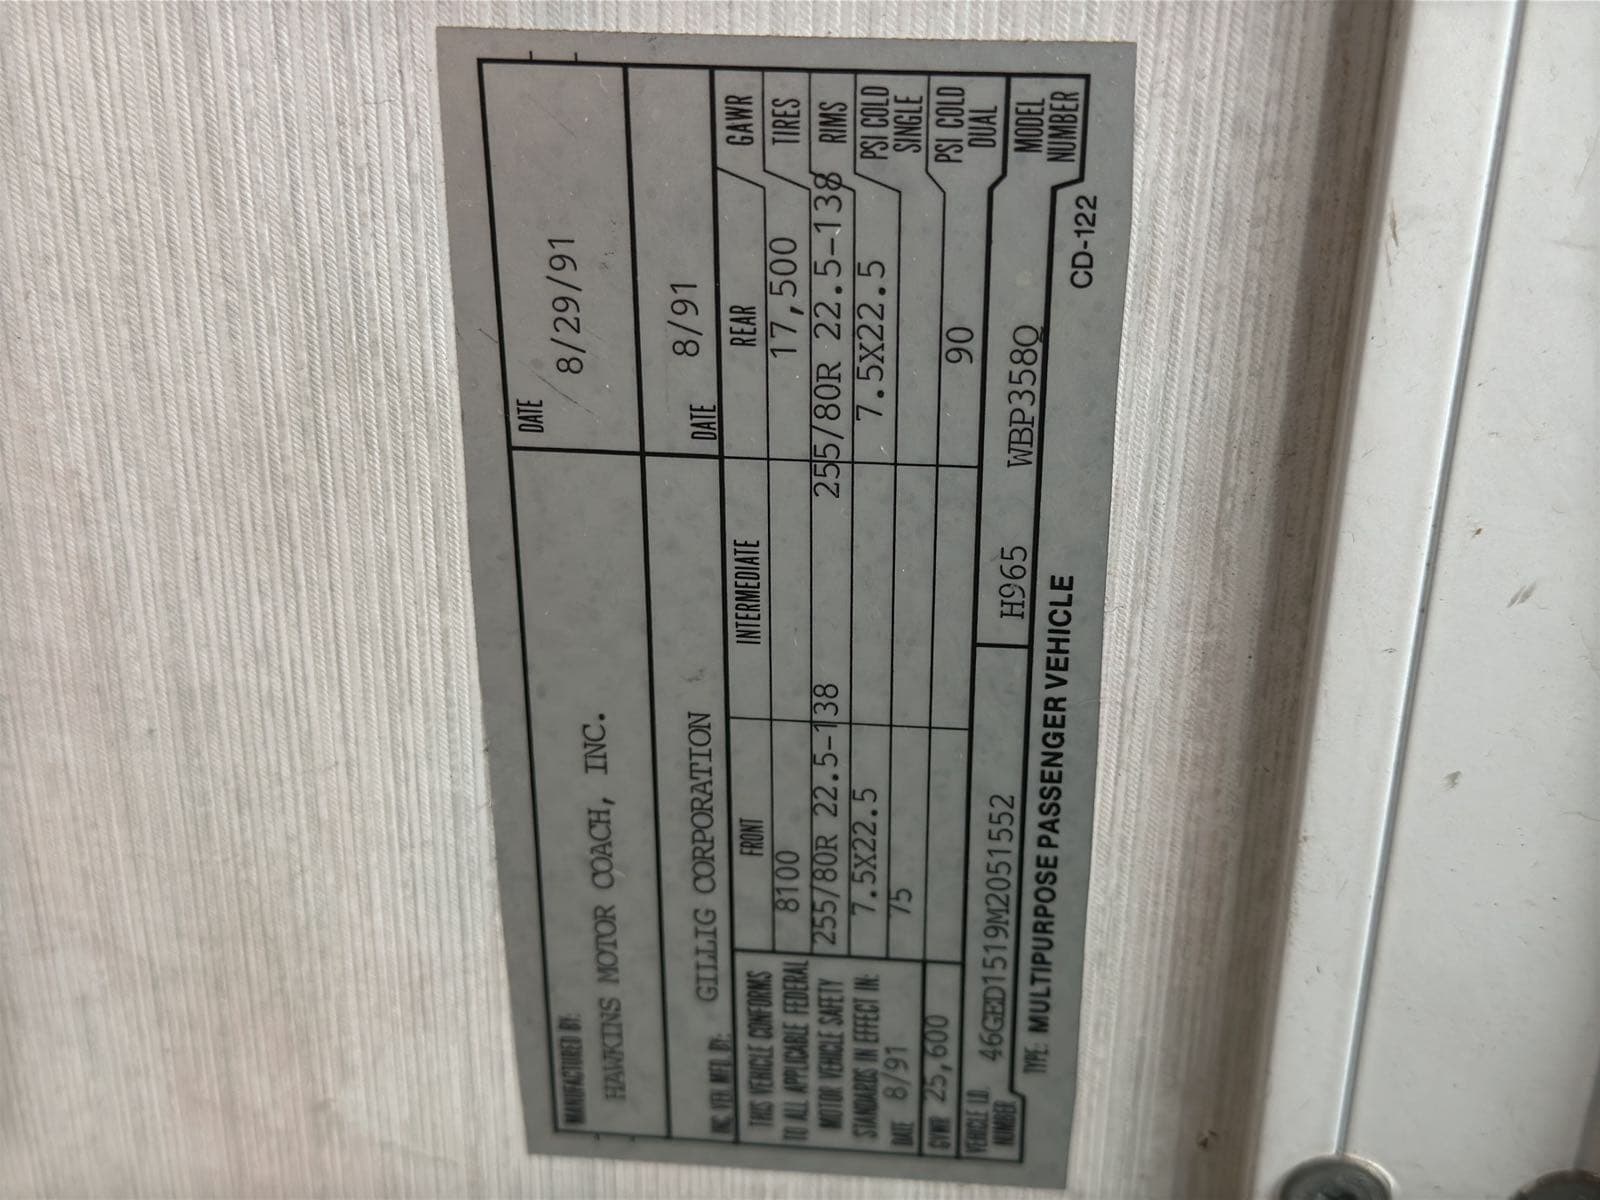 MANUFACTURED BY: DATE
HAWKINS MOTOR COACH, INC. 8/29/91
INC. VEH. MFD. BY: DATE
GILLIG CORPORATION 8/91
THIS VEHICLE CONFORMS
TO ALL APPLICABLE FEDERAL
MOTOR VEHICLE SAFETY
STANDARDS IN EFFECT IN:
DATE 8/91
FRONT INTERMEDIATE REAR GAWR
8100 17,500 TIRES
255/80R 22.5-138 255/80R 22.5-138 RIMS
7.5X22.5 7.5X22.5 PSI COLD SINGLE
75 PSI COLD DUAL
GVWR 25,600 90
VEHICLE I.D. NUMBER 46GED1519M2051552 H965 WBP358Q MODEL NUMBER
TYPE: MULTIPURPOSE PASSENGER VEHICLE CD-122